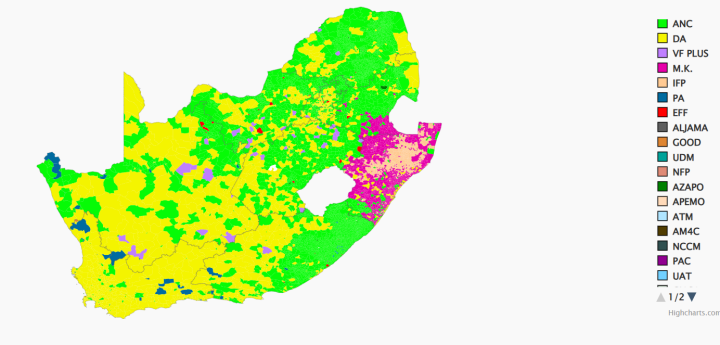 ANC
DA
VF PLUS
M.K.
IFP
PA
EFF
ALJAMA
GOOD
UDM
NFP
AZAPO
APEMO
ATM
AM4C
NCCM
PAC
UAT
1/2
Highcharts.com